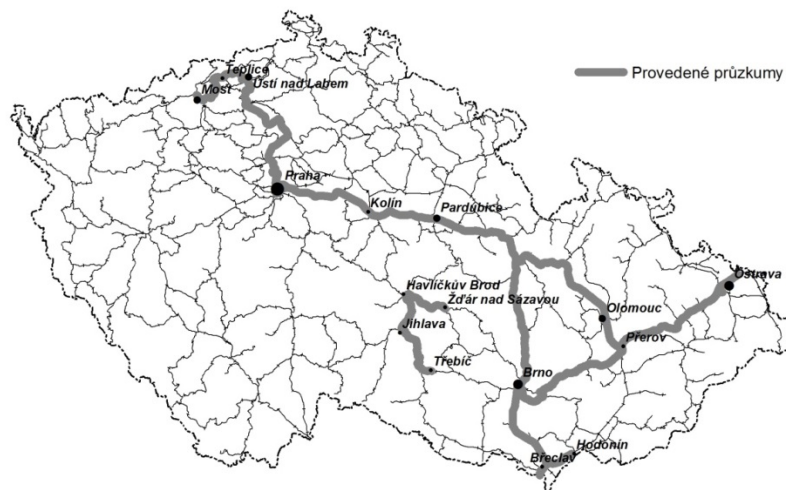 Teplice
Ústí nad Labem
Most
Provedené průzkumy
Praha
Kolín
Pardubice
Havlíčkův Brod
Žďár nad Sázavou
Ostrava
Olomouc
Jihlava
Přerov
Třebíč
Brno
Hodonín
Břeclav